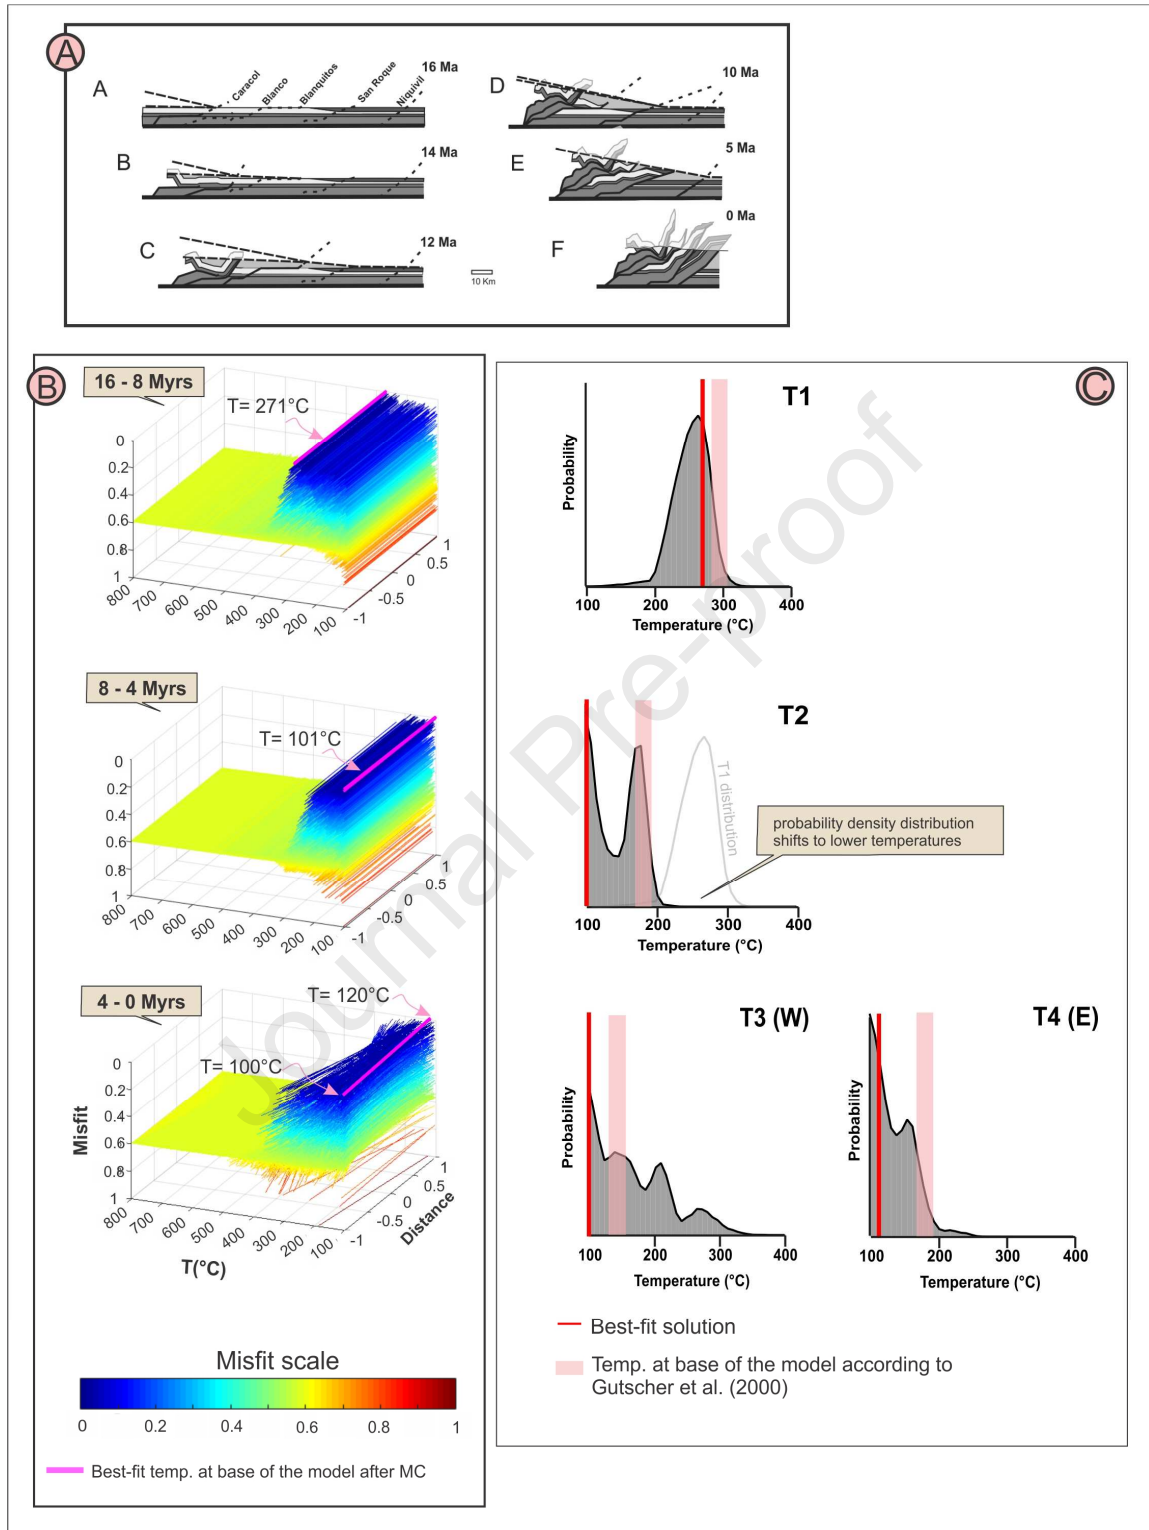 A
A
16 Ma
Caracol
Blanco
Blanquitos
San Roque
Niquivil
B
14 Ma
C
12 Ma
10 Km
D
10 Ma
E
5 Ma
F
0 Ma
B
16 - 8 Myrs
T= 271°C
0
0.2
0.4
0.6
0.8
1
800
700
600
500
400
300
200
100
-1
-0.5
0
0.5
1
8 - 4 Myrs
T= 101°C
0
0.2
0.4
0.6
0.8
1
800
700
600
500
400
300
200
100
-1
-0.5
0
0.5
1
4 - 0 Myrs
T= 120°C
T= 100°C
0
0.2
0.4
0.6
0.8
1
Misfit
800
700
600
500
400
300
200
100
-1
-0.5
0
0.5
1
T(°C)
Distance
Misfit scale
0 0.2 0.4 0.6 0.8 1
Best-fit temp. at base of the model after MC
C
T1
Probability
100 200 300 400
Temperature (°C)
T2
T1 distribution
probability density distribution
shifts to lower temperatures
100 200 300 400
Temperature (°C)
T3 (W)
Probability
100 200 300 400
Temperature (°C)
T4 (E)
Probability
100 200 300 400
Temperature (°C)
Best-fit solution
Temp. at base of the model according to
Gutscher et al. (2000)
Journal Pre-proof